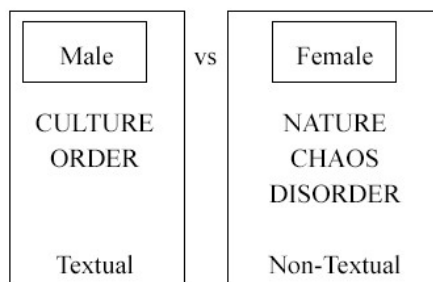 Male vs Female
CULTURE NATURE
ORDER CHAOS
DISORDER
Textual Non-Textual